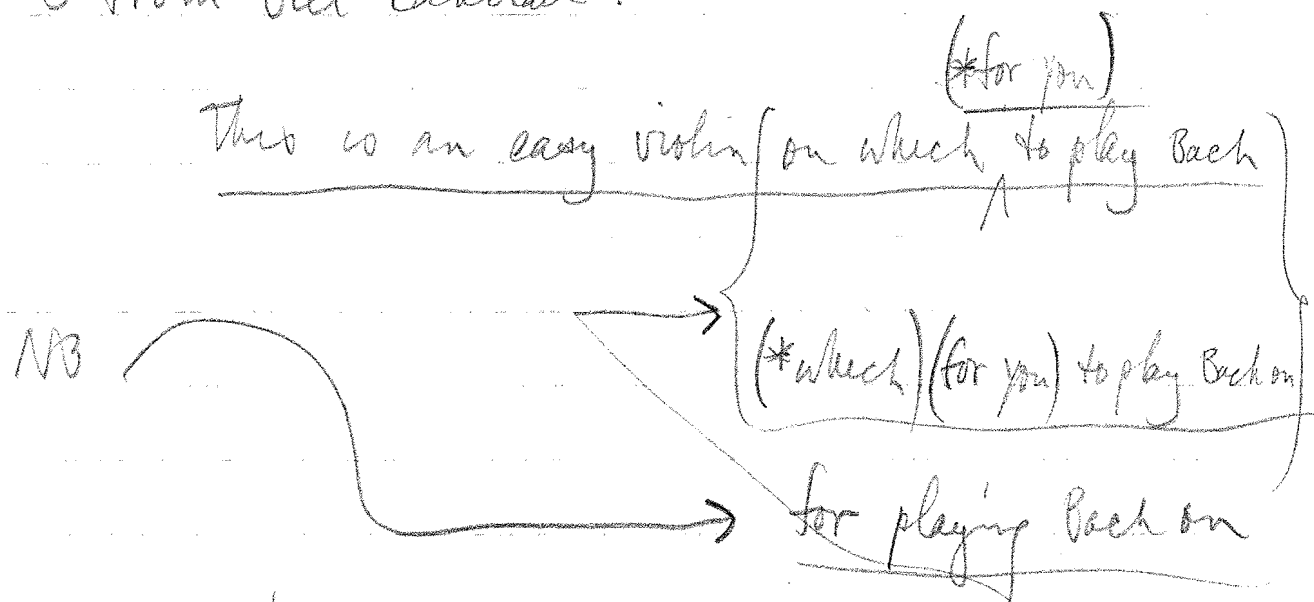 from
(*for you)
This is an easy violin { on which ∧ to play Bach }
NB → { (*which) (for you) to play Bach on }
→ for playing Bach on